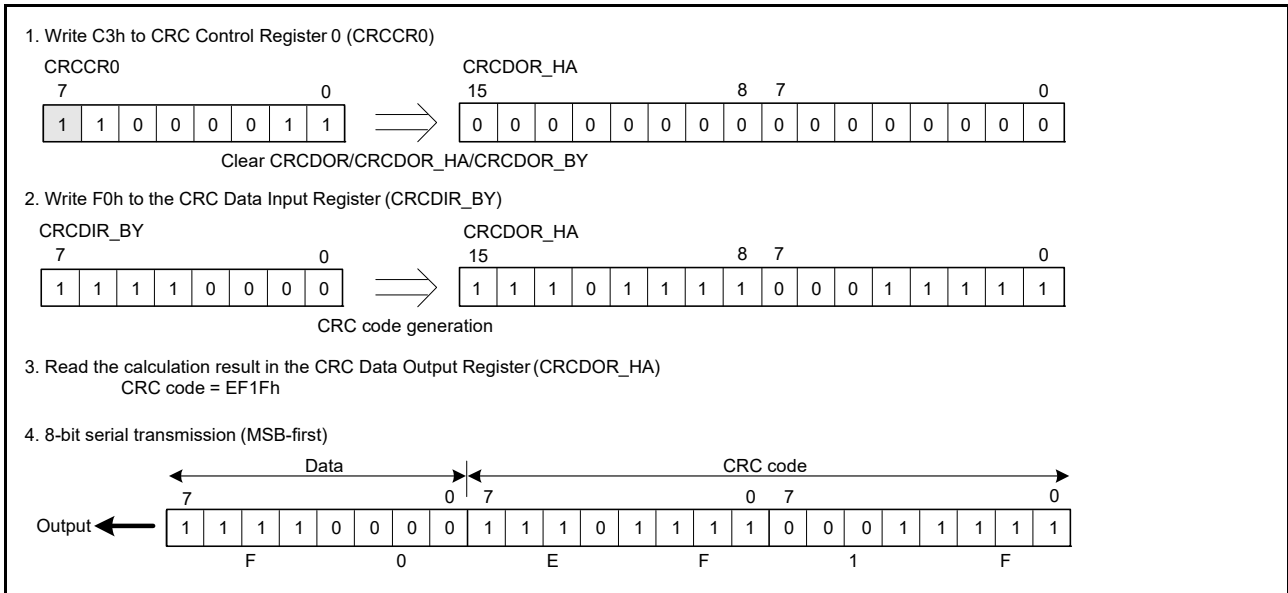 1. Write C3h to CRC Control Register 0 (CRCCR0)
CRCCR0 CRCDOR_HA
7 0 15 8 7 0
1 1 0 0 0 0 1 1 0 0 0 0 0 0 0 0 0 0 0 0 0 0 0 0
Clear CRCDOR/CRCDOR_HA/CRCDOR_BY
2. Write F0h to the CRC Data Input Register (CRCDIR_BY)
CRCDIR_BY CRCDOR_HA
7 0 15 8 7 0
1 1 1 1 0 0 0 0 1 1 1 0 1 1 1 1 0 0 0 1 1 1 1 1
CRC code generation
3. Read the calculation result in the CRC Data Output Register (CRCDOR_HA)
CRC code = EF1Fh
4. 8-bit serial transmission (MSB-first)
Data CRC code
7 0 7 0 7 0
Output 1 1 1 1 0 0 0 0 1 1 1 0 1 1 1 1 0 0 0 1 1 1 1 1
F 0 E F 1 F